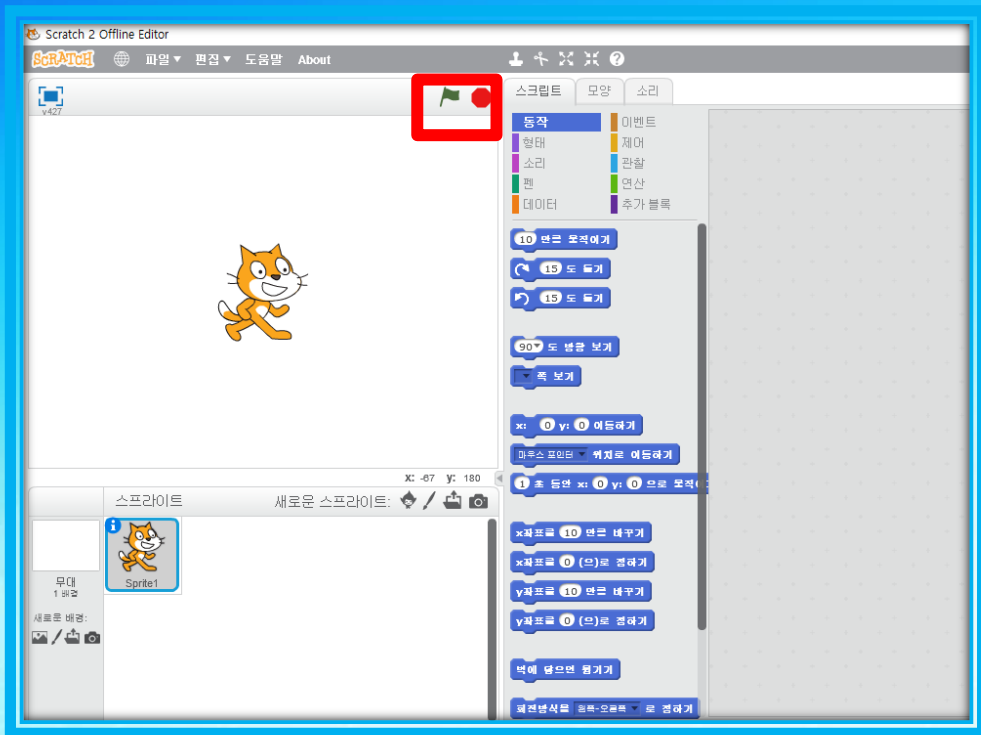 Scratch 2 Offline Editor
SCRATCH 파일 편집 도움말 About
v427
스크립트 모양 소리
동작 이벤트
형태 제어
소리 관찰
펜 연산
데이터 추가 블록
10 만큼 움직이기
15 도 돌기
15 도 돌기
90 도 방향 보기
쪽 보기
x: 0 y: 0 이동하기
마우스 포인터 위치로 이동하기
1 초 동안 x: 0 y: 0 으로 움직이기
x좌표를 10 만큼 바꾸기
x좌표를 0 (으)로 정하기
y좌표를 10 만큼 바꾸기
y좌표를 0 (으)로 정하기
벽에 닿으면 튕기기
회전방식을 왼쪽-오른쪽 로 정하기
X: -67 y: 180
스프라이트 새로운 스프라이트:
Sprite1
무대
1 배경
새로운 배경: